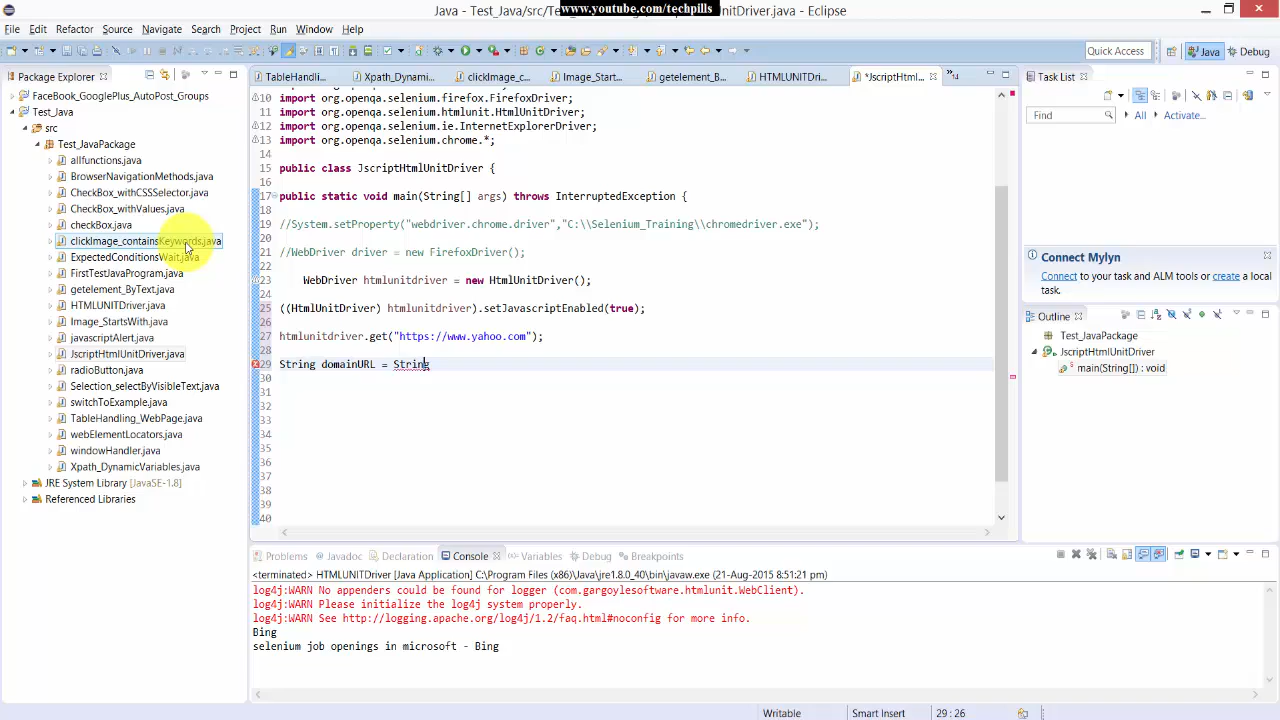 Java - Test_Java/src/Tes
www.youtube.com/techpills
UnitDriver.java - Eclipse
File Edit Refactor Source Navigate Search Project Run Window Help
Quick Access
Java
Debug
Package Explorer
TableHandli...
Xpath_Dynami...
clickImage_c...
Image_Start...
getelement_B...
HTMLUNITDri...
*JscriptHtml...
Task List
Find
All
Activate...
FaceBook_GooglePlus_AutoPost_Groups
Test_Java
src
Test_JavaPackage
allfunctions.java
BrowserNavigationMethods.java
CheckBox_withCSSSelector.java
CheckBox_withValues.java
checkbox.java
clickImage_containsKeywords.java
ExpectedConditionsWait.java
FirstTestJavaProgram.java
getelement_ByText.java
HTMLUNITDriver.java
Image_StartsWith.java
javascriptAlert.java
JscriptHtmlUnitDriver.java
radioButton.java
Selection_selectByVisibleText.java
switchToExample.java
TableHandling_WebPage.java
webElementLocators.java
windowHandler.java
Xpath_DynamicVariables.java
JRE System Library [JavaSE-1.8]
Referenced Libraries
10 import org.openqa.selenium.firefox.FirefoxDriver;
11 import org.openqa.selenium.htmlunit.HtmlUnitDriver;
12 import org.openqa.selenium.ie.InternetExplorerDriver;
13 import org.openqa.selenium.chrome.*;
14
15 public class JscriptHtmlUnitDriver {
16
17 public static void main(String[] args) throws InterruptedException {
18
19 //System.setProperty("webdriver.chrome.driver","C:\\Selenium_Training\\chromedriver.exe");
20
21 //WebDriver driver = new FirefoxDriver();
22
23 WebDriver htmlunitdriver = new HtmlUnitDriver();
24
25 ((HtmlUnitDriver) htmlunitdriver).setJavascriptEnabled(true);
26
27 htmlunitdriver.get("https://www.yahoo.com");
28
29 String domainURL = String
30
31
32
33
34
35
36
37
38
39
40
Connect Mylyn
Connect to your task and ALM tools or create a local task.
Outline
Test_JavaPackage
JscriptHtmlUnitDriver
main(String[]) : void
Problems
Javadoc
Declaration
Console
Variables
Debug
Breakpoints
<terminated> HTMLUNITDriver [Java Application] C:\Program Files (x86)\Java\jre1.8.0_40\bin\javaw.exe (21-Aug-2015 8:51:21 pm)
log4j:WARN No appenders could be found for logger (com.gargoylesoftware.htmlunit.WebClient).
log4j:WARN Please initialize the log4j system properly.
log4j:WARN See http://logging.apache.org/log4j/1.2/faq.html#noconfig for more info.
Bing
selenium job openings in microsoft - Bing
Writable
Smart Insert
29 : 26